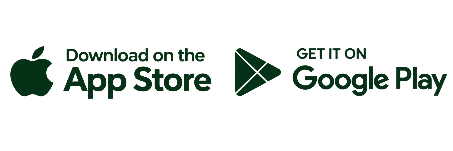 Download on the
App Store
GET IT ON
Google Play